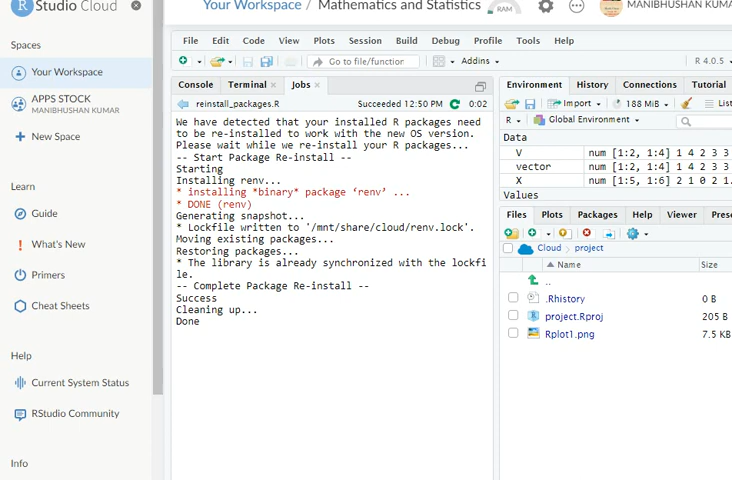 R Studio Cloud
Your Workspace / Mathematics and Statistics
RAM
MANIBHUSHAN KUMA
Spaces
Your Workspace
APPS STOCK
MANIBHUSHAN KUMAR
New Space
Learn
Guide
What's New
Primers
Cheat Sheets
Help
Current System Status
RStudio Community
Info
File Edit Code View Plots Session Build Debug Profile Tools Help
Go to file/function
Addins
R 4.0.5
Console Terminal Jobs
reinstall_packages.R Succeeded 12:50 PM 0:02
We have detected that your installed R packages need
to be re-installed to work with the new OS version.
Please wait while we re-install your R packages...
-- Start Package Re-install --
Starting
Installing renv...
* installing *binary* package ‘renv’ ...
* DONE (renv)
Generating snapshot...
* Lockfile written to '/mnt/share/cloud/renv.lock'.
Moving existing packages...
Restoring packages...
* The library is already synchronized with the lockfi
le.
-- Complete Package Re-install --
Success
Cleaning up...
Done
Environment History Connections Tutorial
Import 188 MiB List
R Global Environment
Data
V num [1:2, 1:4] 1 4 2 3 3
vector num [1:2, 1:4] 1 4 2 3 3
X num [1:5, 1:6] 2 1 0 2 1.
Values
Files Plots Packages Help Viewer Prese
Cloud project
Name Size
..
.Rhistory 0 B
project.Rproj 205 B
Rplot1.png 7.5 KB